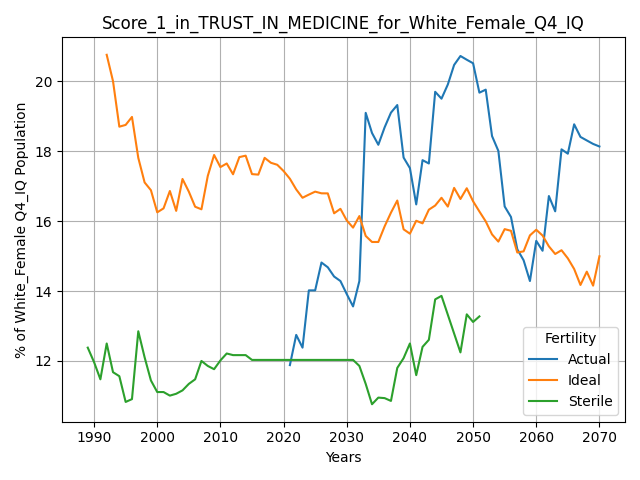 Score_1_in_TRUST_IN_MEDICINE_for_White_Female_Q4_IQ
% of White_Female Q4_IQ Population
20
18
16
14
12
Fertility
Actual
Ideal
Sterile
1990 2000 2010 2020 2030 2040 2050 2060 2070
Years